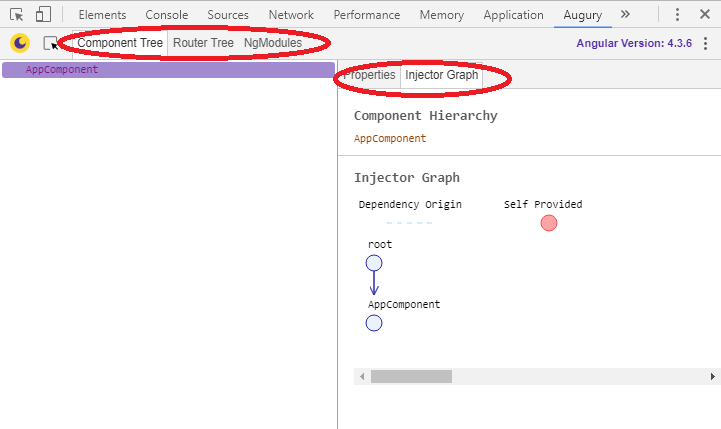 Elements Console Sources Network Performance Memory Application Augury
Component Tree Router Tree NgModules Angular Version: 4.3.6
AppComponent
Properties Injector Graph
Component Hierarchy
AppComponent
Injector Graph
Dependency Origin Self Provided
root
AppComponent